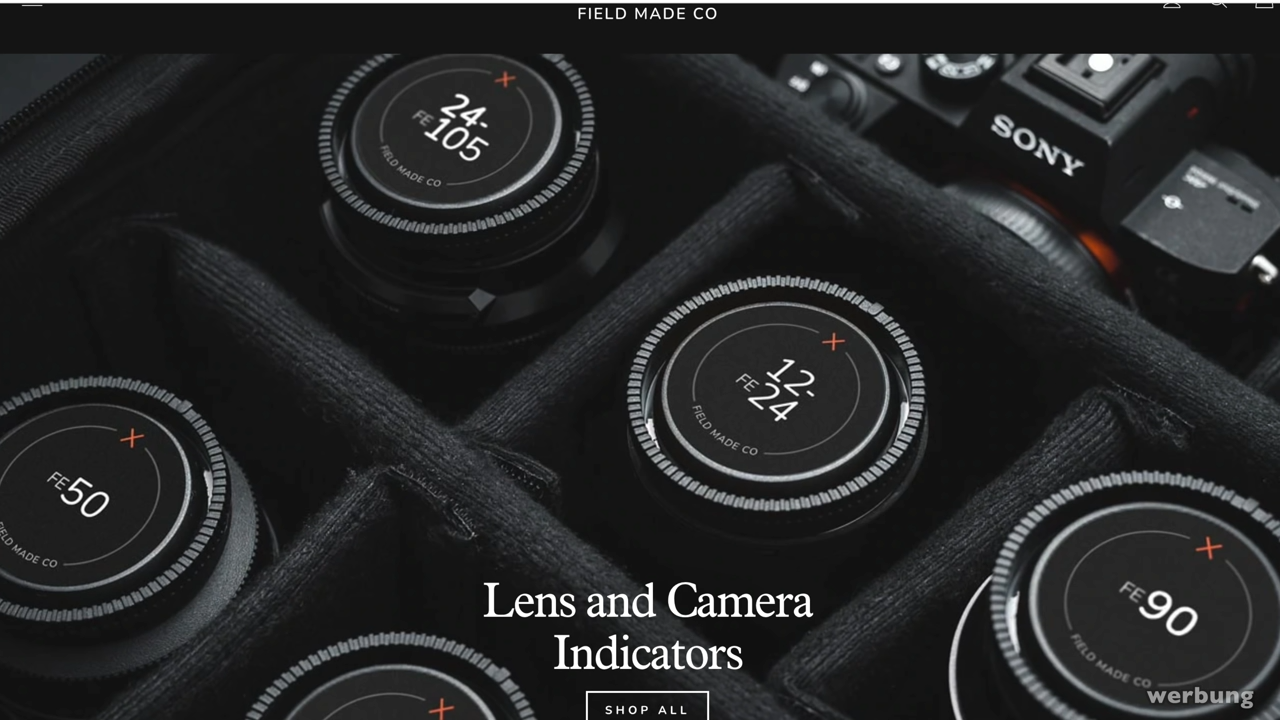 FIELD MADE CO
24-
FE 105
FIELD MADE CO
SONY
12-
FE 24
FIELD MADE CO
FE 50
FIELD MADE CO
FE 90
FIELD MADE CO
Lens and Camera
Indicators
SHOP ALL
werbung